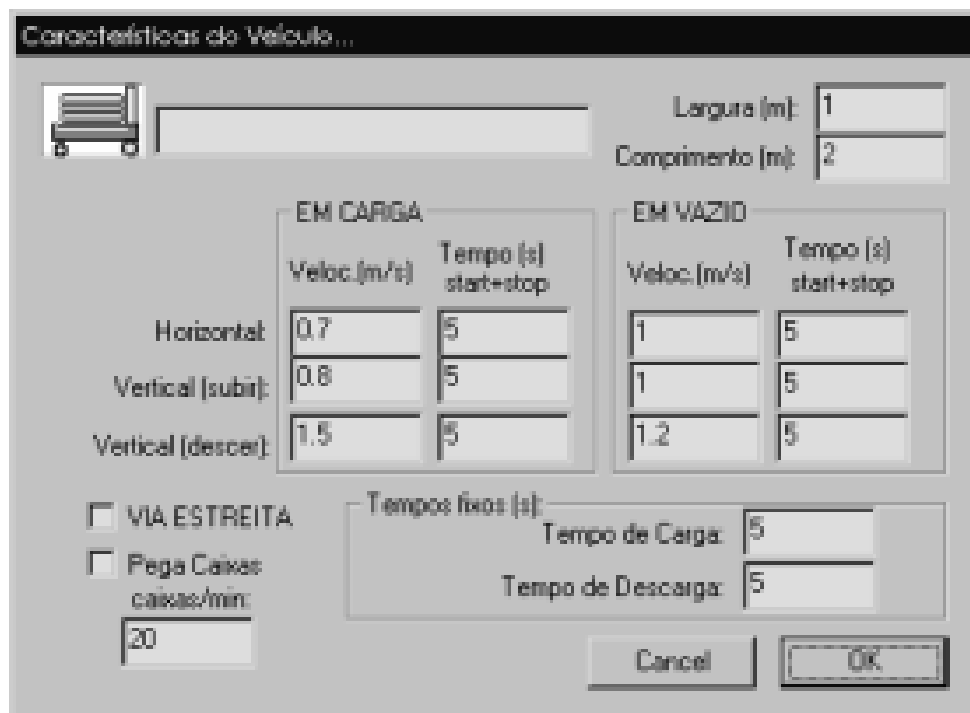 Características do Veículo...
Largura (m): 1
Comprimento (m): 2
EM CARGA
EM VAZIO
Veloc.(m/s)
Tempo (s)
start+stop
Veloc.(m/s)
Tempo (s)
start+stop
Horizontal: 0.7 5 1 5
Vertical (subir): 0.8 5 1 5
Vertical (descer): 1.5 5 1.2 5
VIA ESTREITA
Pega Caixas
caixas/min:
20
Tempos fixos (s):
Tempo de Carga: 5
Tempo de Descarga: 5
Cancel
OK